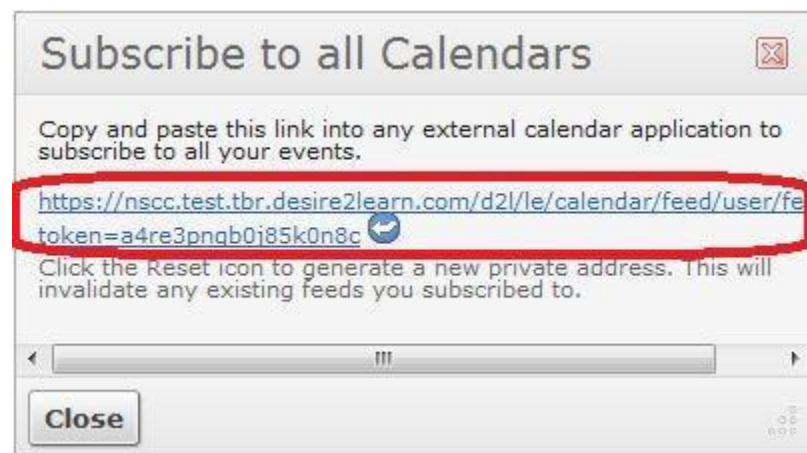 Subscribe to all Calendars
Copy and paste this link into any external calendar application to
subscribe to all your events.
https://nscc.test.tbr.desire2learn.com/d2l/le/calendar/feed/user/fe
token=a4re3pnqb0j85k0n8c
Click the Reset icon to generate a new private address. This will
invalidate any existing feeds you subscribed to.
Close